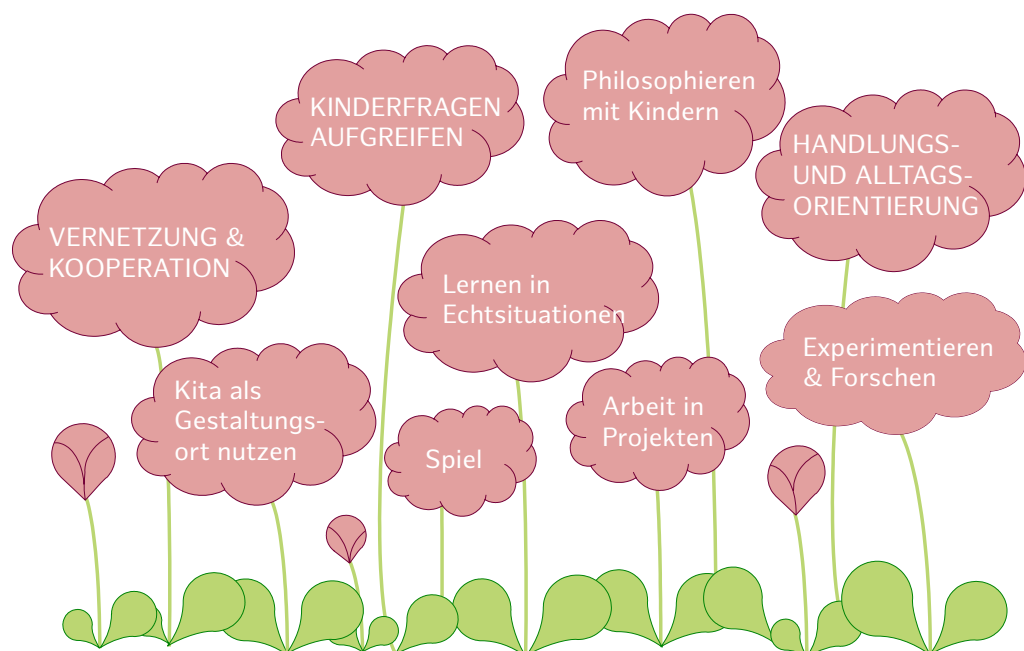 Philosophieren
mit Kindern
KINDERFRAGEN
AUFGREIFEN
HANDLUNGS-
UND ALLTAGS-
ORIENTIERUNG
VERNETZUNG &
KOOPERATION
Lernen in
Echtsituationen
Experimentieren
& Forschen
Kita als
Gestaltungs-
ort nutzen
Arbeit in
Projekten
Spiel